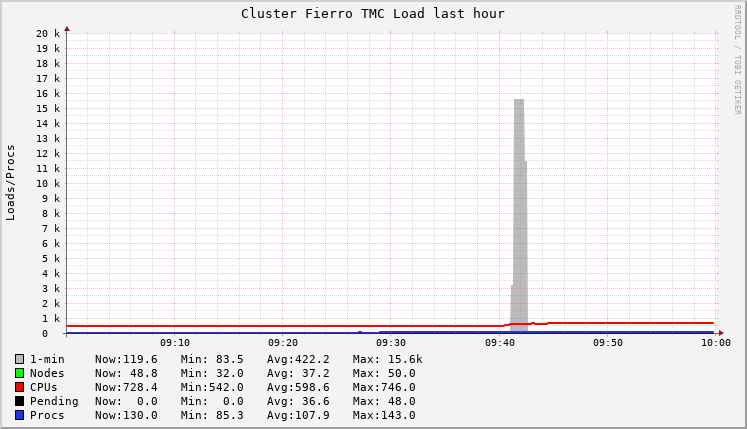 Cluster Fierro TMC Load last hour
RRDTOOL / TOBI OETIKER
Loads/Procs
20 k
19 k
18 k
17 k
16 k
15 k
14 k
13 k
12 k
11 k
10 k
9 k
8 k
7 k
6 k
5 k
4 k
3 k
2 k
1 k
0
09:10 09:20 09:30 09:40 09:50 10:00
1-min Now:119.6 Min: 83.5 Avg:422.2 Max: 15.6k
Nodes Now: 48.8 Min: 32.0 Avg: 37.2 Max: 50.0
CPUs Now:728.4 Min:542.0 Avg:598.6 Max:746.0
Pending Now: 0.0 Min: 0.0 Avg: 36.6 Max: 48.0
Procs Now:130.0 Min: 85.3 Avg:107.9 Max:143.0